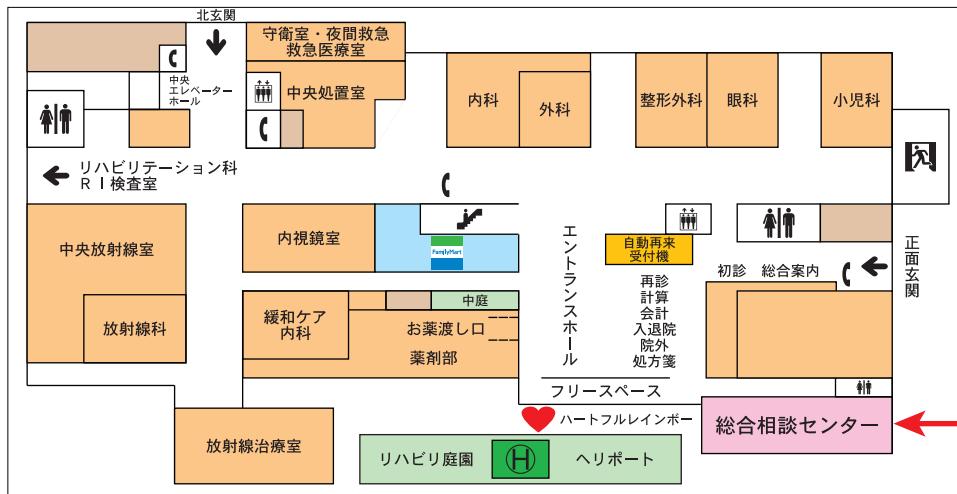 北玄関
守衛室・夜間救急
救急医療室
中央
エレベーター
ホール
中央処置室
内科
外科
整形外科
眼科
小児科
リハビリテーション科
ＲＩ検査室
中央放射線室
放射線科
内視鏡室
FamilyMart
エントランスホール
自動再来
受付機
再診
計算
会計
入退院
院外
処方箋
初診
総合案内
正面玄関
緩和ケア
内科
中庭
お薬渡し口
薬剤部
フリースペース
ハートフルレインボー
総合相談センター
放射線治療室
リハビリ庭園
H
ヘリポート